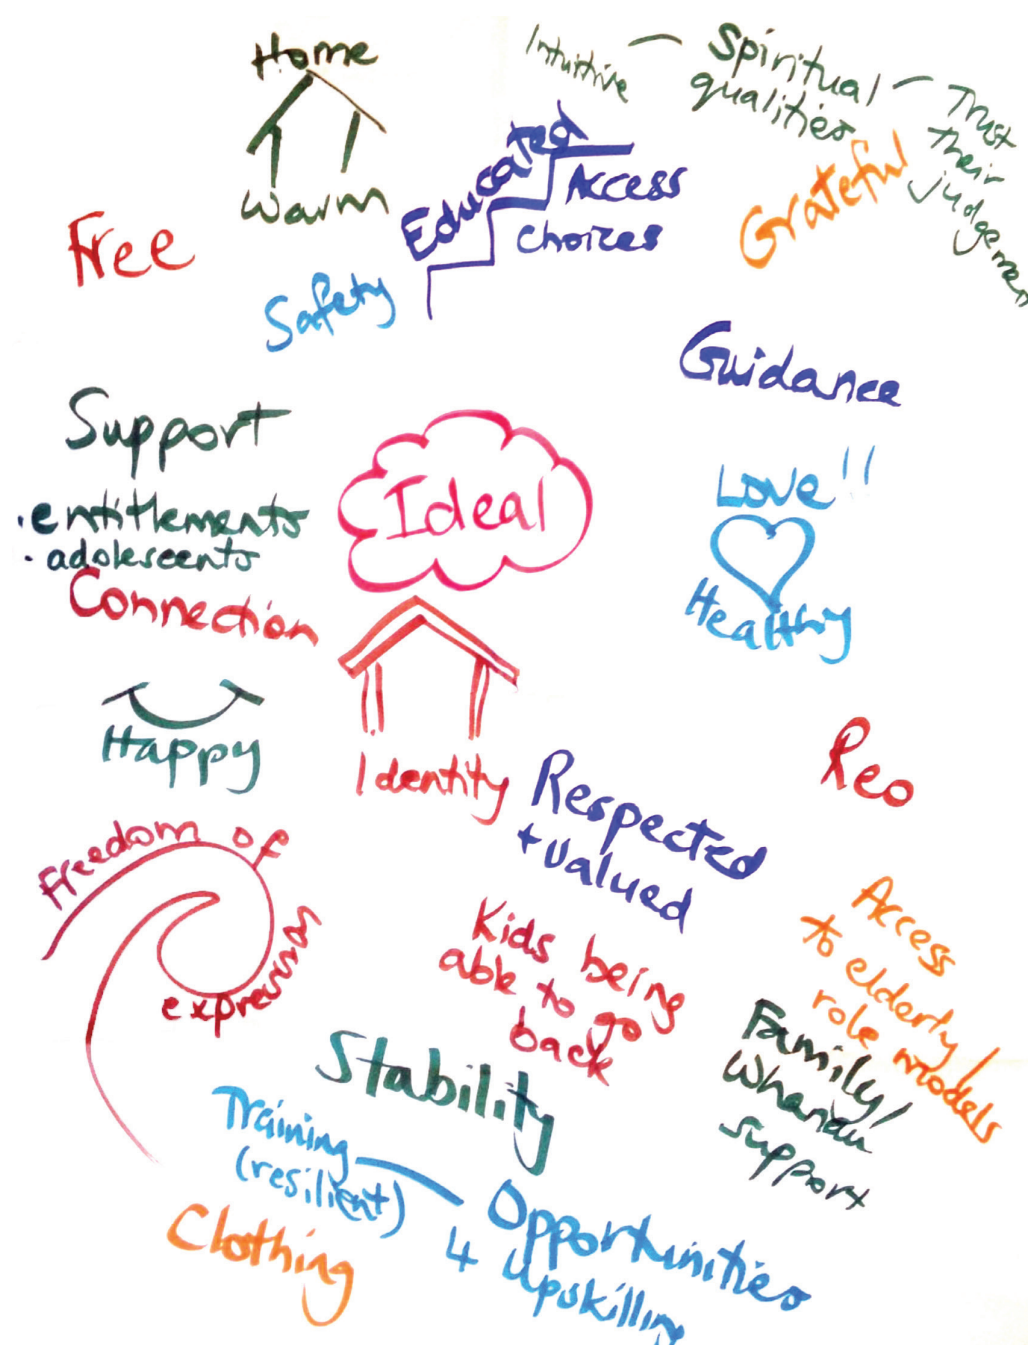 Home
Warm
Intuitive — Spiritual
qualities — Trust
their
judgemen
Educated
Access
choices
Grateful
Free
Safety
Guidance
Support
·entitlements
·adolescents
Connection
Ideal
Love!!
Healthy
Happy
Identity
Reo
Respected
+ valued
Freedom of
expression
Kids being
able to go
back
Access
to elderly/
role models
Family/
Whanau
support
Stability
Training
(resilient)
Opportunities
4 upskilling
Clothing